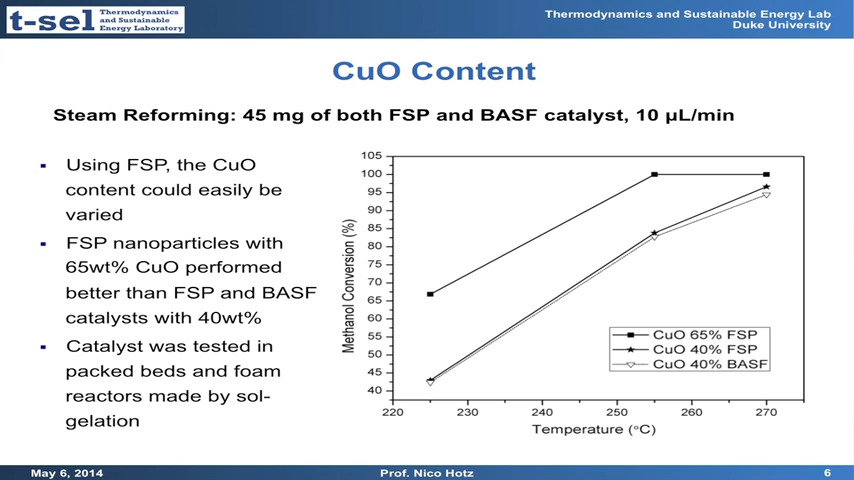 t-sel Thermodynamics
and Sustainable
Energy Laboratory
Thermodynamics and Sustainable Energy Lab
Duke University
CuO Content
Steam Reforming: 45 mg of both FSP and BASF catalyst, 10 µL/min
▪ Using FSP, the CuO
content could easily be
varied
▪ FSP nanoparticles with
65wt% CuO performed
better than FSP and BASF
catalysts with 40wt%
▪ Catalyst was tested in
packed beds and foam
reactors made by sol-
gelation
Methanol Conversion (%)
105
100
95
90
85
80
75
70
65
60
55
50
45
40
CuO 65% FSP
CuO 40% FSP
CuO 40% BASF
220 230 240 250 260 270
Temperature (°C)
May 6, 2014 Prof. Nico Hotz 6